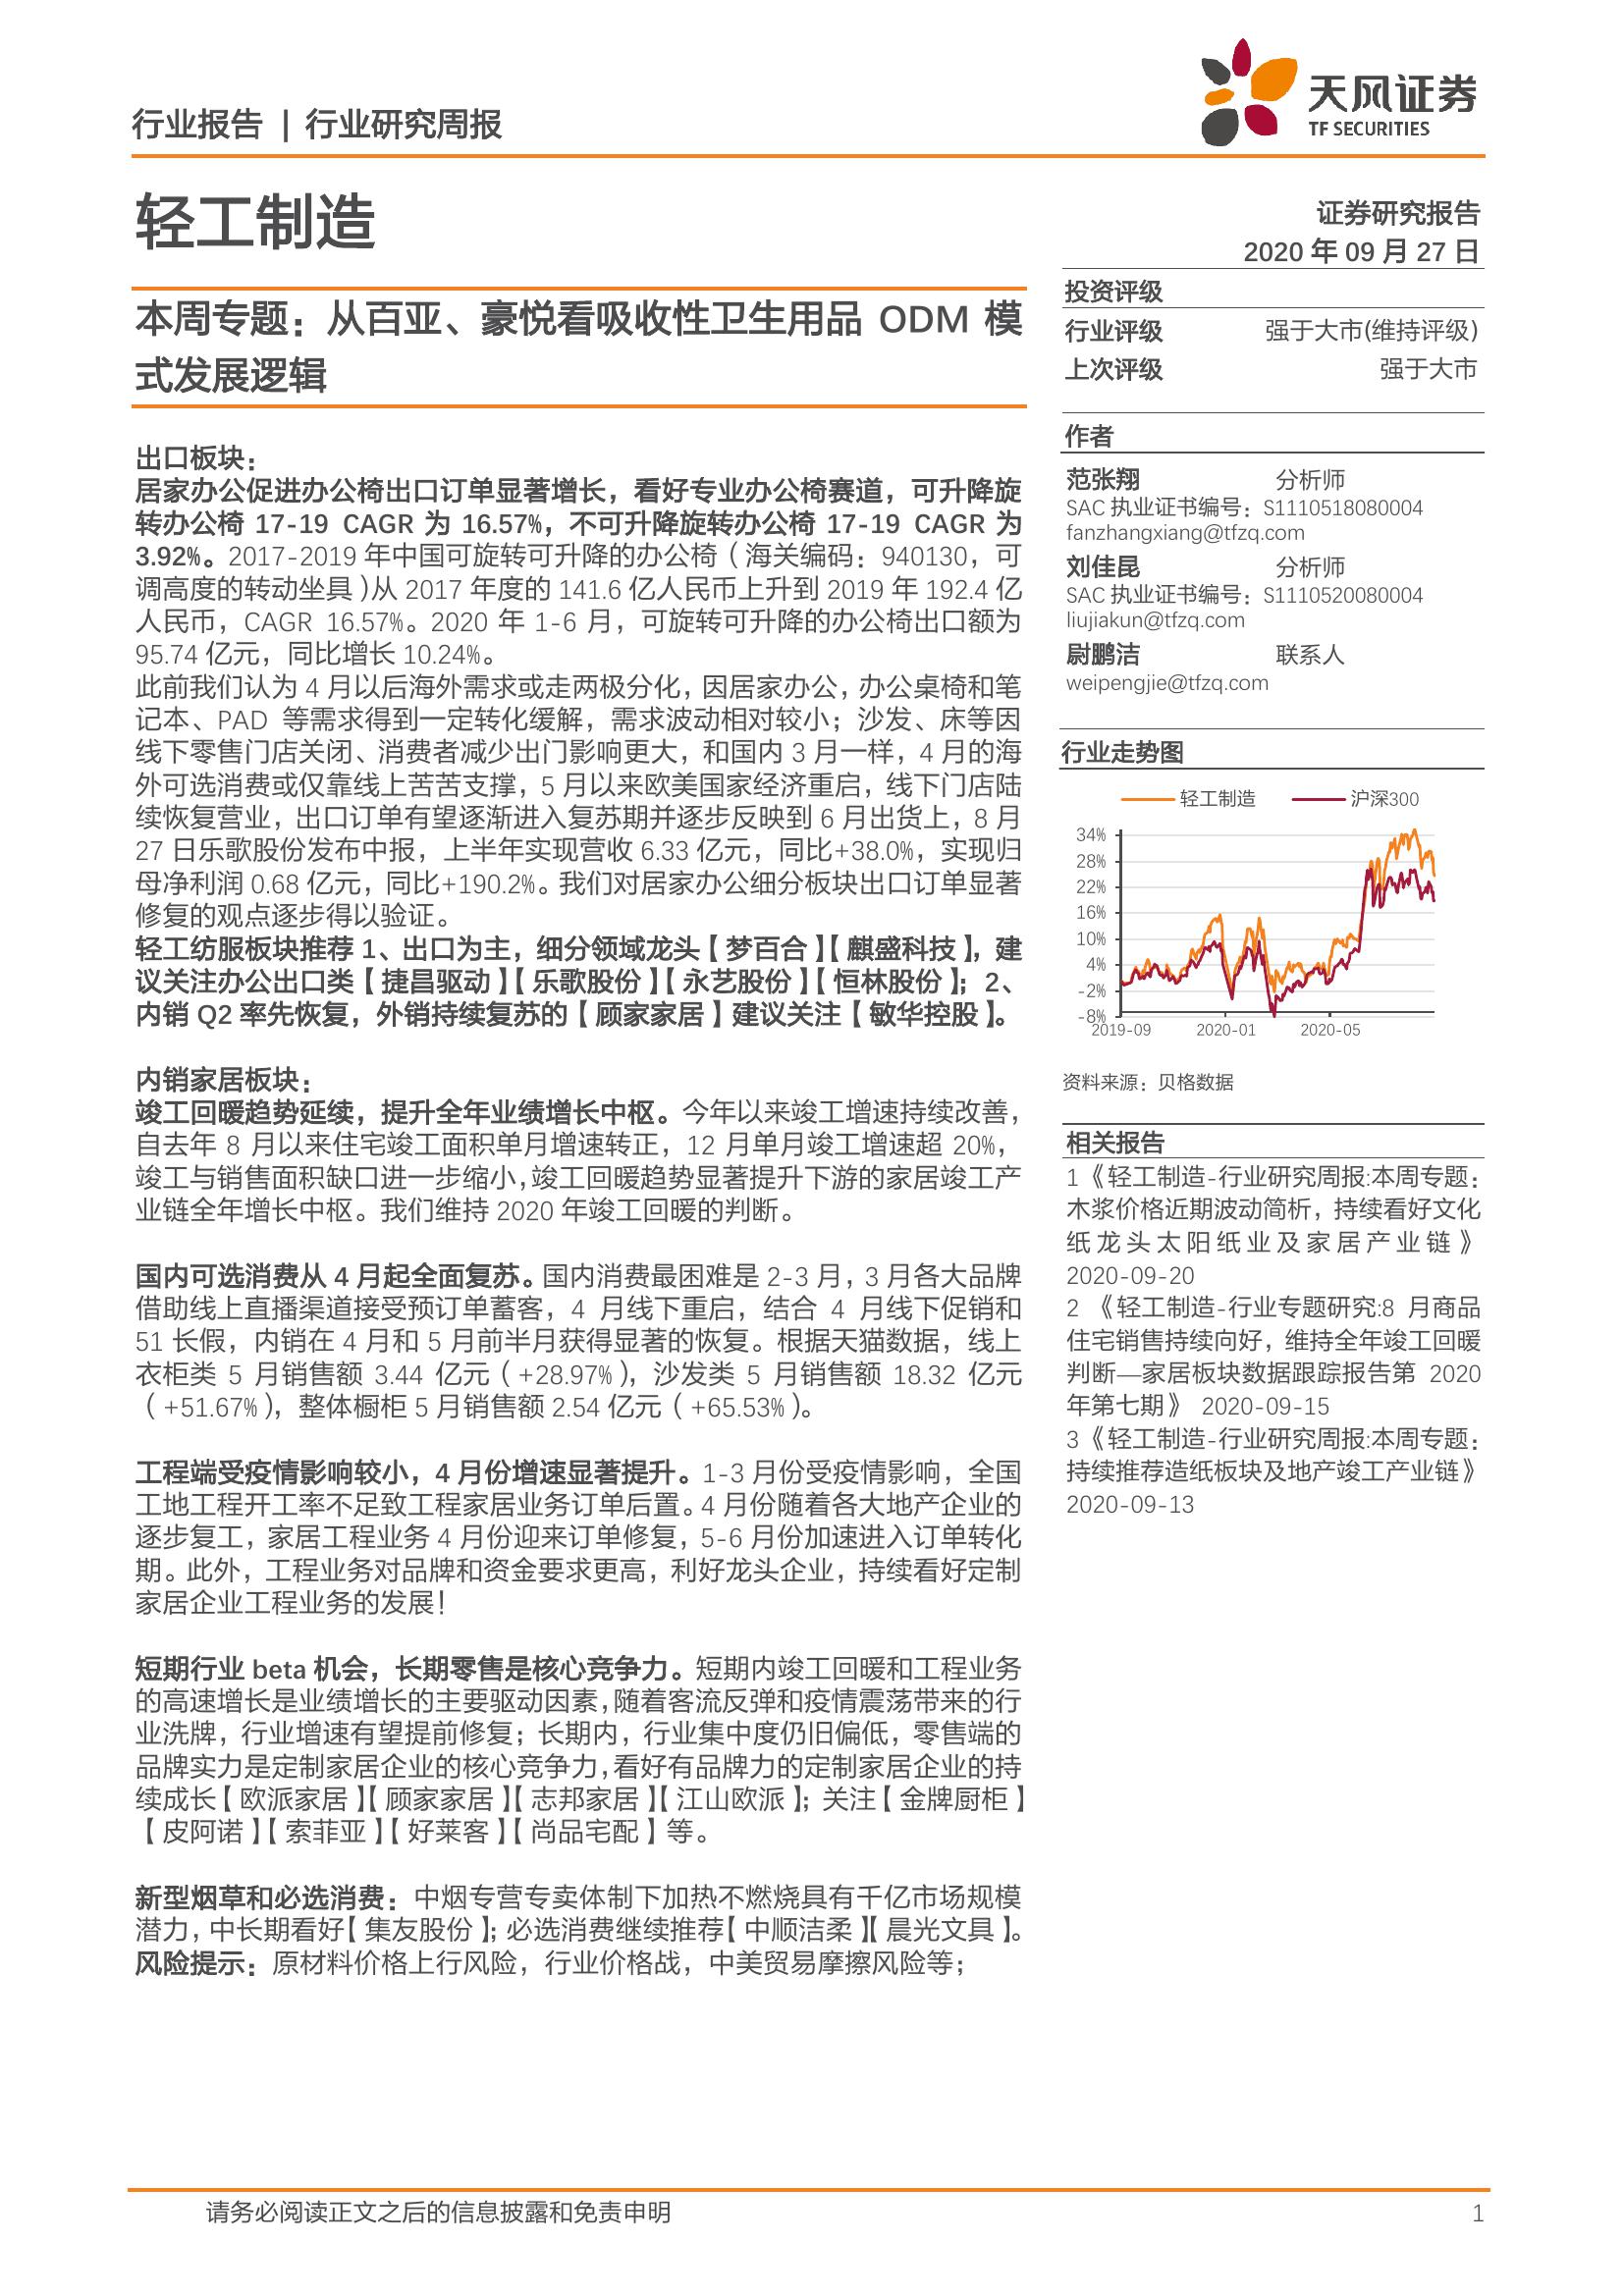 行业报告 | 行业研究周报
天风证券
TF SECURITIES
轻工制造
证券研究报告
2020 年 09 月 27 日
本周专题：从百亚、豪悦看吸收性卫生用品 ODM 模
式发展逻辑
出口板块：
居家办公促进办公椅出口订单显著增长，看好专业办公椅赛道，可升降旋
转办公椅 17-19 CAGR 为 16.57%，不可升降旋转办公椅 17-19 CAGR 为
3.92%。2017-2019 年中国可旋转可升降的办公椅（海关编码：940130，可
调高度的转动坐具）从 2017 年度的 141.6 亿人民币上升到 2019 年 192.4 亿
人民币，CAGR 16.57%。2020 年 1-6 月，可旋转可升降的办公椅出口额为
95.74 亿元，同比增长 10.24%。
此前我们认为 4 月以后海外需求或走两极分化，因居家办公，办公桌椅和笔
记本、PAD 等需求得到一定转化缓解，需求波动相对较小；沙发、床等因
线下零售门店关闭、消费者减少出门影响更大，和国内 3 月一样，4 月的海
外可选消费或仅靠线上苦苦支撑，5 月以来欧美国家经济重启，线下门店陆
续恢复营业，出口订单有望逐渐进入复苏期并逐步反映到 6 月出货上，8 月
27 日乐歌股份发布中报，上半年实现营收 6.33 亿元，同比+38.0%，实现归
母净利润 0.68 亿元，同比+190.2%。我们对居家办公细分板块出口订单显著
修复的观点逐步得以验证。
轻工纺服板块推荐 1、出口为主，细分领域龙头【梦百合】【麒盛科技】，建
议关注办公出口类【捷昌驱动】【乐歌股份】【永艺股份】【恒林股份】；2、
内销 Q2 率先恢复，外销持续复苏的【顾家家居】建议关注【敏华控股】。
内销家居板块：
竣工回暖趋势延续，提升全年业绩增长中枢。今年以来竣工增速持续改善，
自去年 8 月以来住宅竣工面积单月增速转正，12 月单月竣工增速超 20%，
竣工与销售面积缺口进一步缩小，竣工回暖趋势显著提升下游的家居竣工产
业链全年增长中枢。我们维持 2020 年竣工回暖的判断。
国内可选消费从 4 月起全面复苏。国内消费最困难是 2-3 月，3 月各大品牌
借助线上直播渠道接受预订单蓄客，4 月线下重启，结合 4 月线下促销和
51 长假，内销在 4 月和 5 月前半月获得显著的恢复。根据天猫数据，线上
衣柜类 5 月销售额 3.44 亿元（+28.97%），沙发类 5 月销售额 18.32 亿元
（+51.67%），整体橱柜 5 月销售额 2.54 亿元（+65.53%）。
工程端受疫情影响较小，4 月份增速显著提升。1-3 月份受疫情影响，全国
工地工程开工率不足致工程家居业务订单后置。4 月份随着各大地产企业的
逐步复工，家居工程业务 4 月份迎来订单修复，5-6 月份加速进入订单转化
期。此外，工程业务对品牌和资金要求更高，利好龙头企业，持续看好定制
家居企业工程业务的发展！
短期行业 beta 机会，长期零售是核心竞争力。短期内竣工回暖和工程业务
的高速增长是业绩增长的主要驱动因素，随着客流反弹和疫情震荡带来的行
业洗牌，行业增速有望提前修复；长期内，行业集中度仍旧偏低，零售端的
品牌实力是定制家居企业的核心竞争力，看好有品牌力的定制家居企业的持
续成长【欧派家居】【顾家家居】【志邦家居】【江山欧派】；关注【金牌厨柜】
【皮阿诺】【索菲亚】【好莱客】【尚品宅配】等。
新型烟草和必选消费：中烟专营专卖体制下加热不燃烧具有千亿市场规模
潜力，中长期看好【集友股份】；必选消费继续推荐【中顺洁柔】【晨光文具】。
风险提示：原材料价格上行风险，行业价格战，中美贸易摩擦风险等；
投资评级
行业评级 强于大市(维持评级)
上次评级 强于大市
作者
范张翔 分析师
SAC 执业证书编号：S1110518080004
fanzhangxiang@tfzq.com
刘佳昆 分析师
SAC 执业证书编号：S1110520080004
liujiakun@tfzq.com
尉鹏洁 联系人
weipengjie@tfzq.com
行业走势图
轻工制造 沪深300
34%
28%
22%
16%
10%
4%
-2%
-8%
2019-09 2020-01 2020-05
资料来源：贝格数据
相关报告
1《轻工制造-行业研究周报:本周专题：
木浆价格近期波动简析，持续看好文化
纸龙头太阳纸业及家居产业链》
2020-09-20
2 《轻工制造-行业专题研究:8 月商品
住宅销售持续向好，维持全年竣工回暖
判断—家居板块数据跟踪报告第 2020
年第七期》 2020-09-15
3《轻工制造-行业研究周报:本周专题：
持续推荐造纸板块及地产竣工产业链》
2020-09-13
请务必阅读正文之后的信息披露和免责申明 1